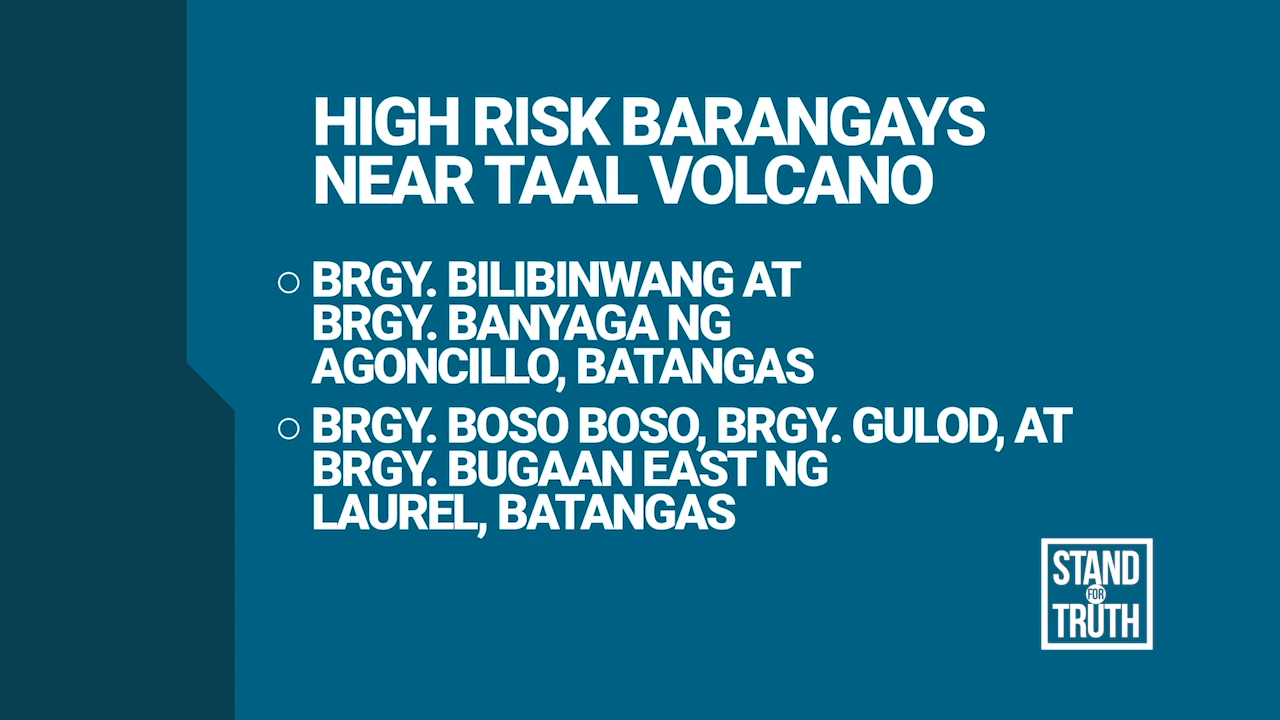 HIGH RISK BARANGAYS
NEAR TAAL VOLCANO
BRGY. BILIBINWANG AT
BRGY. BANYAGA NG
AGONCILLO, BATANGAS
BRGY. BOSO BOSO, BRGY. GULOD, AT
BRGY. BUGAAN EAST NG
LAUREL, BATANGAS
STAND
FOR
TRUTH